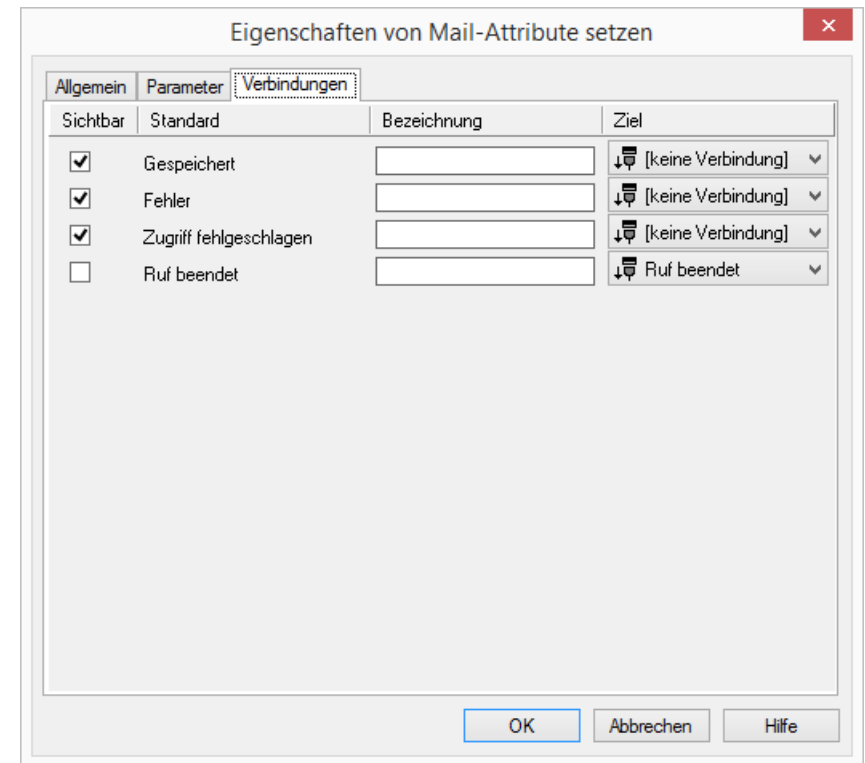 Eigenschaften von Mail-Attribute setzen
Allgemein Parameter Verbindungen
Sichtbar Standard Bezeichnung Ziel
Gespeichert [keine Verbindung]
Fehler [keine Verbindung]
Zugriff fehlgeschlagen [keine Verbindung]
Ruf beendet Ruf beendet
OK Abbrechen Hilfe